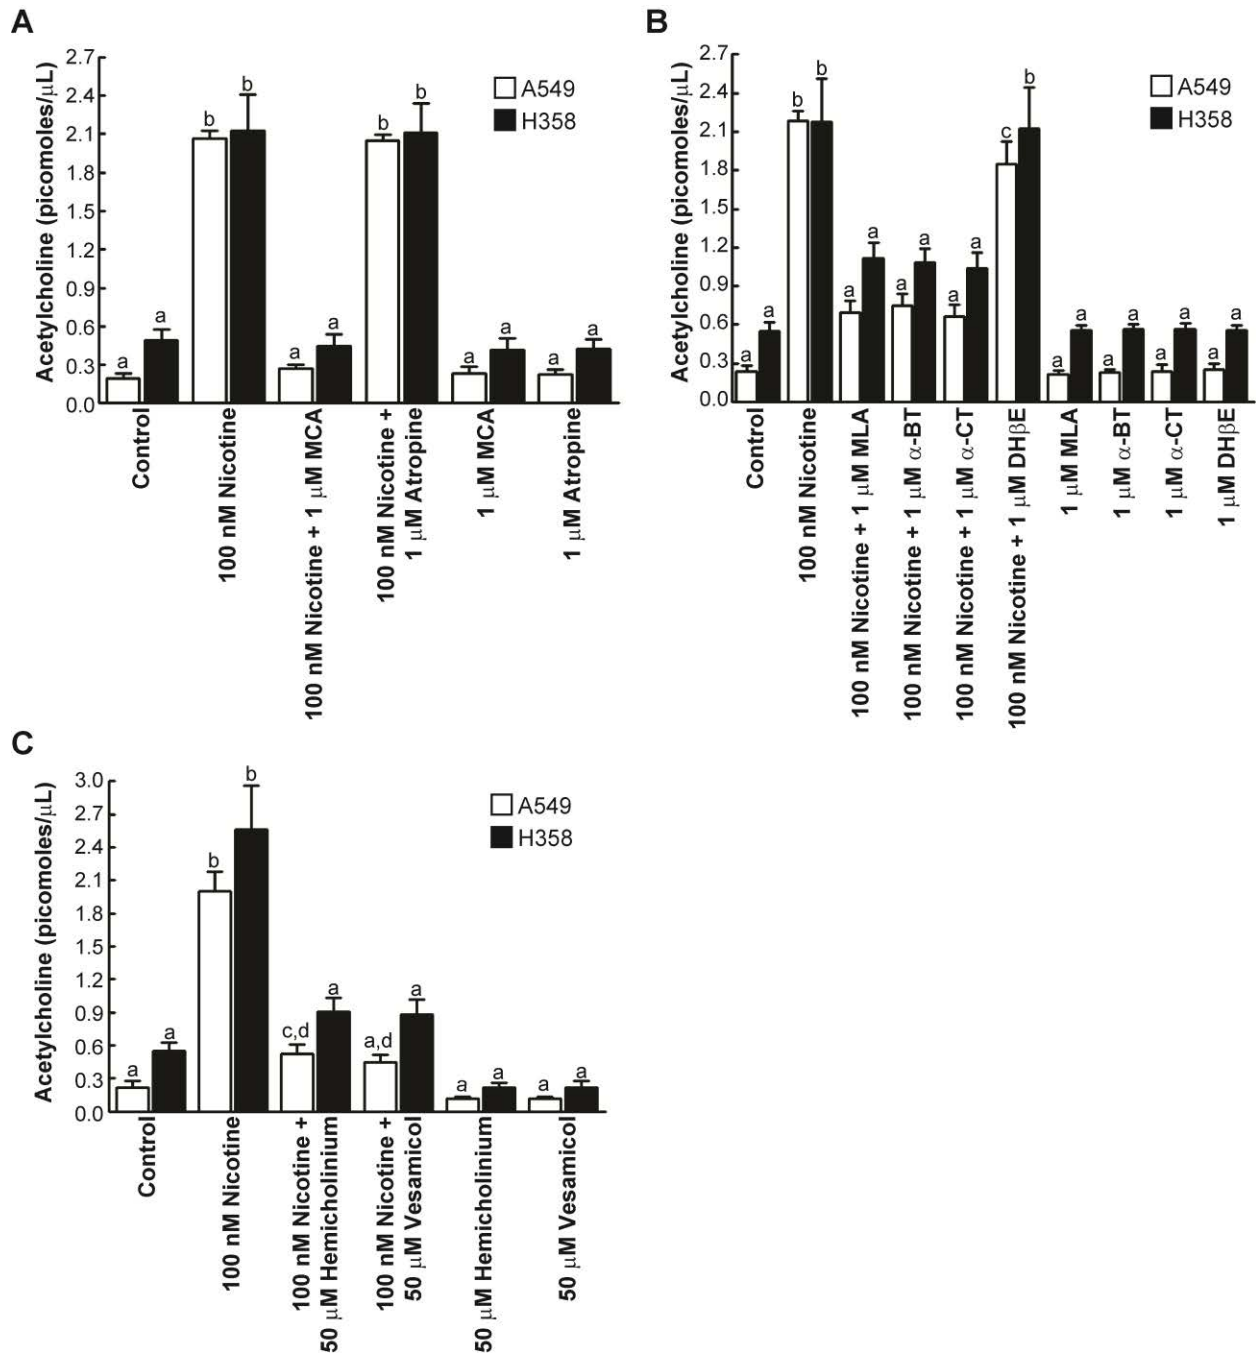 A
Acetylcholine (picomoles/μL)
2.7
2.4
2.1
1.8
1.5
1.2
0.9
0.6
0.3
0.0
A549
H358
a
a
b
b
a
a
b
b
a
a
a
a
Control
100 nM Nicotine
100 nM Nicotine + 1 μM MCA
100 nM Nicotine +
1 μM Atropine
1 μM MCA
1 μM Atropine
B
Acetylcholine (picomoles/μL)
2.7
2.4
2.1
1.8
1.5
1.2
0.9
0.6
0.3
0.0
A549
H358
a
a
b
b
a
a
a
a
a
a
c
b
a
a
a
a
a
a
a
a
Control
100 nM Nicotine
100 nM Nicotine + 1 μM MLA
100 nM Nicotine + 1 μM α-BT
100 nM Nicotine + 1 μM α-CT
100 nM Nicotine + 1 μM DHβE
1 μM MLA
1 μM α-BT
1 μM α-CT
1 μM DHβE
C
Acetylcholine (picomoles/μL)
3.0
2.7
2.4
2.1
1.8
1.5
1.2
0.9
0.6
0.3
0.0
A549
H358
a
a
b
b
c,d
a
a,d
a
a
a
a
a
Control
100 nM Nicotine
100 nM Nicotine +
50 μM Hemicholinium
100 nM Nicotine +
50 μM Vesamicol
50 μM Hemicholinium
50 μM Vesamicol